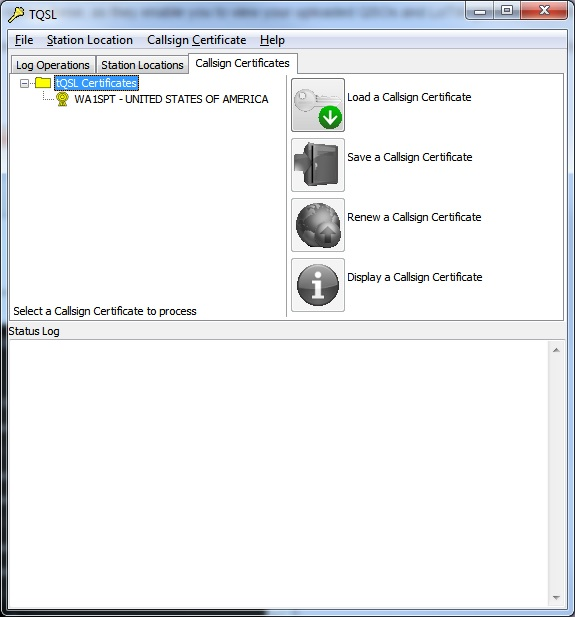 TQSL
File Station Location Callsign Certificate Help
Log Operations Station Locations Callsign Certificates
tQSL Certificates
WA1SPT - UNITED STATES OF AMERICA
Load a Callsign Certificate
Save a Callsign Certificate
Renew a Callsign Certificate
Display a Callsign Certificate
Select a Callsign Certificate to process
Status Log